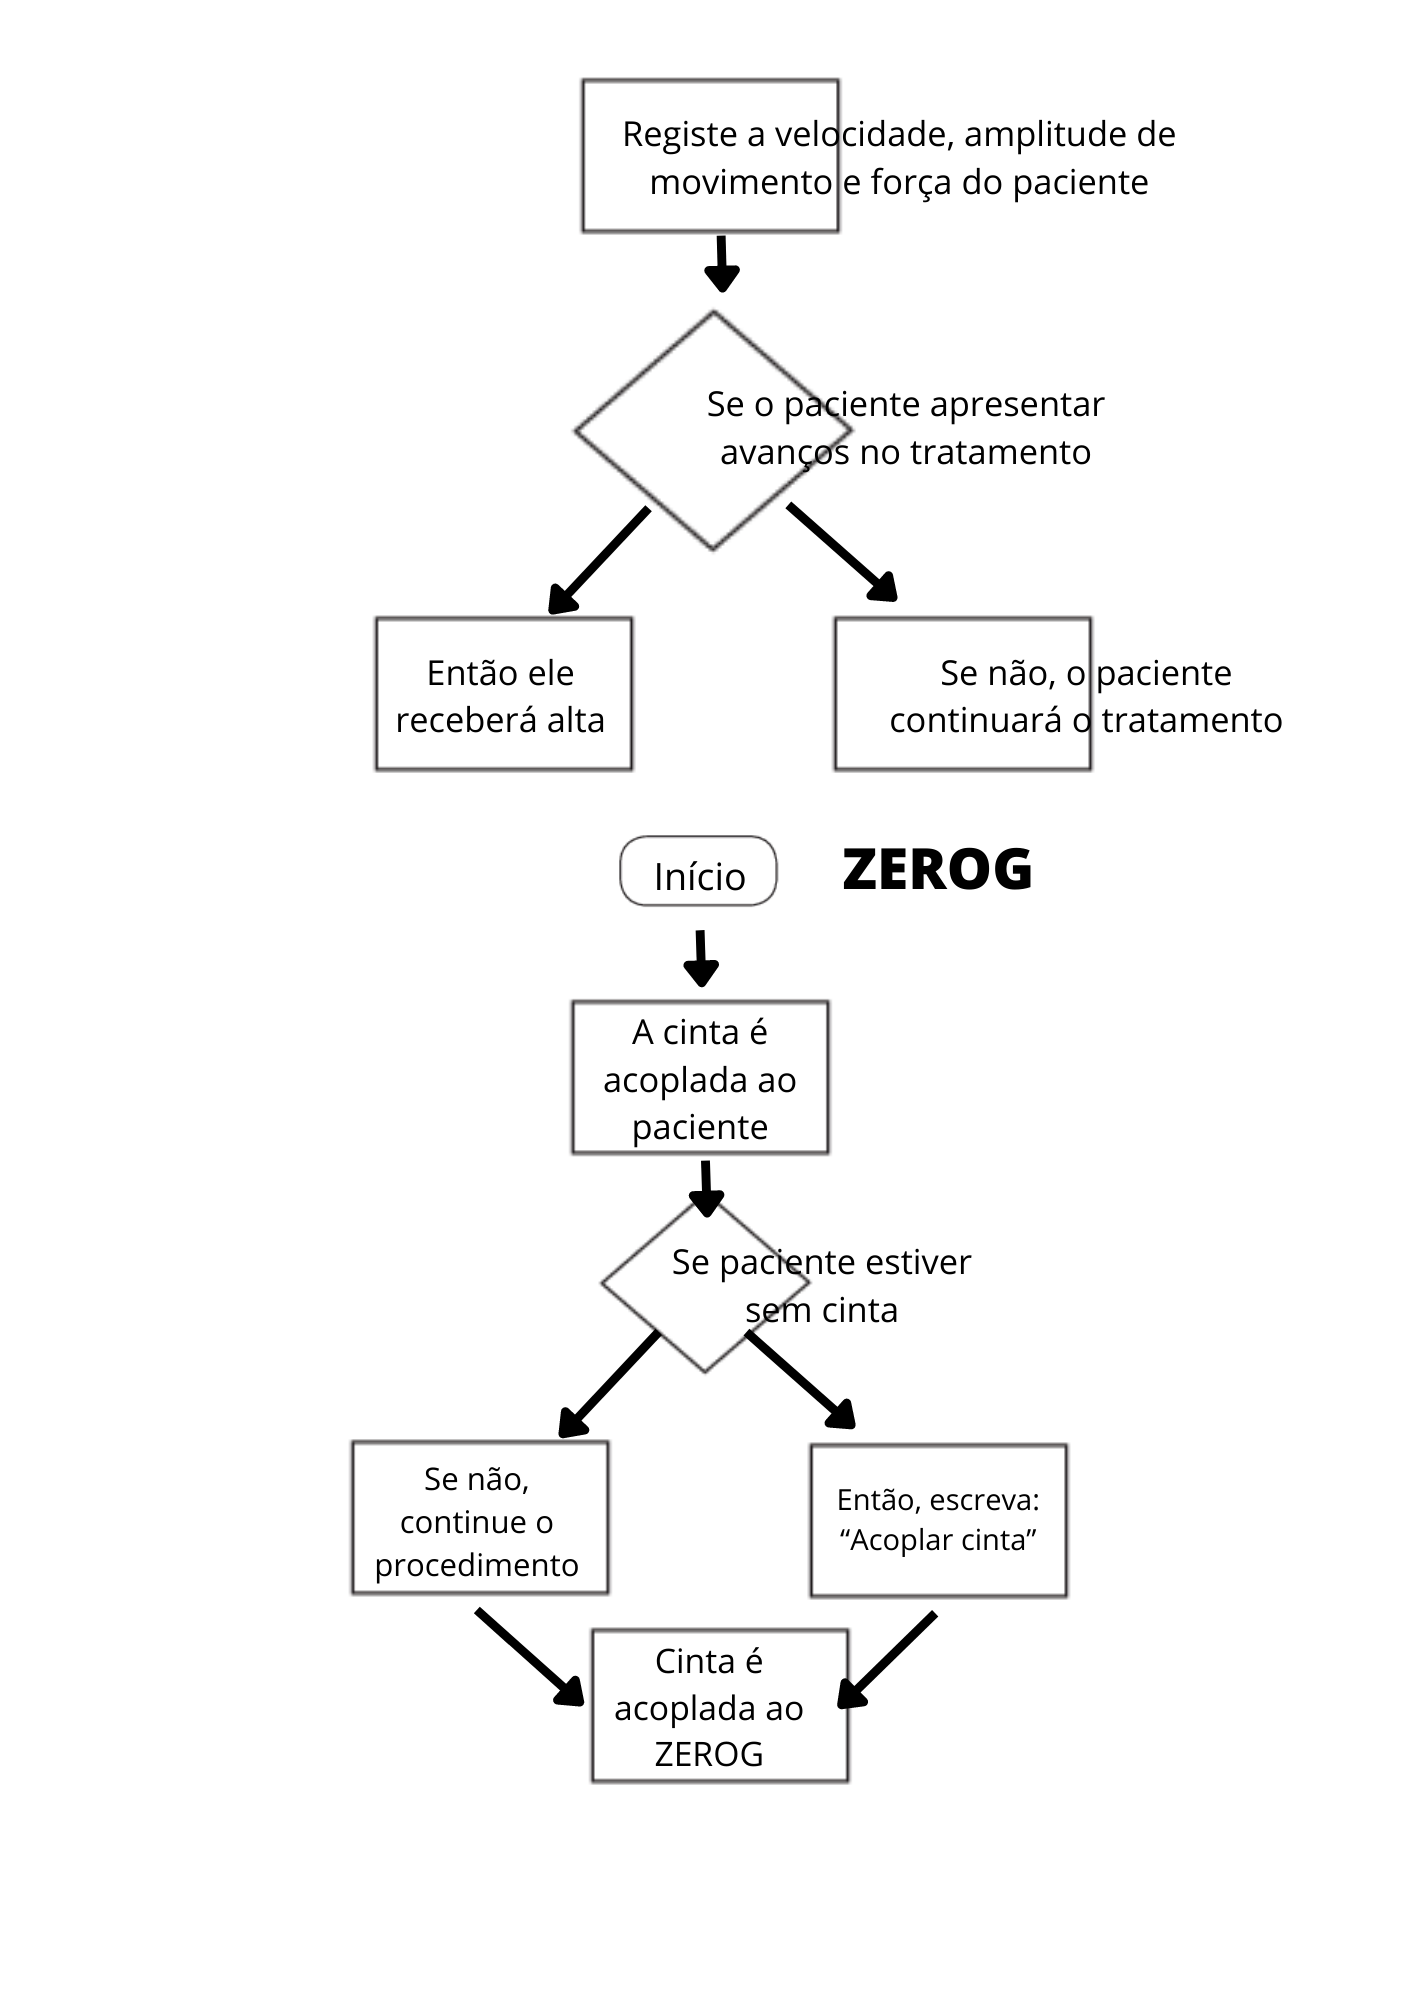 Registe a velocidade, amplitude de
movimento e força do paciente
Se o paciente apresentar
avanços no tratamento
Então ele
receberá alta
Se não, o paciente
continuará o tratamento
Início
ZEROG
A cinta é
acoplada ao
paciente
Se paciente estiver
sem cinta
Se não,
continue o
procedimento
Então, escreva:
“Acoplar cinta”
Cinta é
acoplada ao
ZEROG